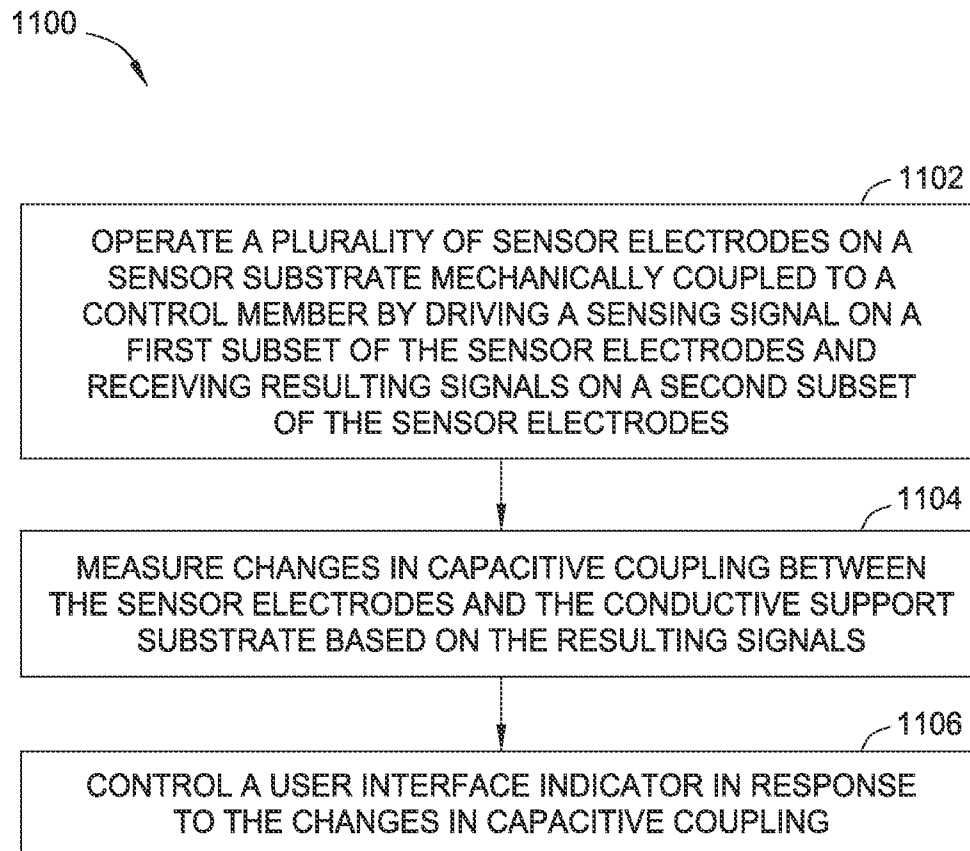 1100
1102
OPERATE A PLURALITY OF SENSOR ELECTRODES ON A
SENSOR SUBSTRATE MECHANICALLY COUPLED TO A
CONTROL MEMBER BY DRIVING A SENSING SIGNAL ON A
FIRST SUBSET OF THE SENSOR ELECTRODES AND
RECEIVING RESULTING SIGNALS ON A SECOND SUBSET
OF THE SENSOR ELECTRODES
1104
MEASURE CHANGES IN CAPACITIVE COUPLING BETWEEN
THE SENSOR ELECTRODES AND THE CONDUCTIVE SUPPORT
SUBSTRATE BASED ON THE RESULTING SIGNALS
1106
CONTROL A USER INTERFACE INDICATOR IN RESPONSE
TO THE CHANGES IN CAPACITIVE COUPLING